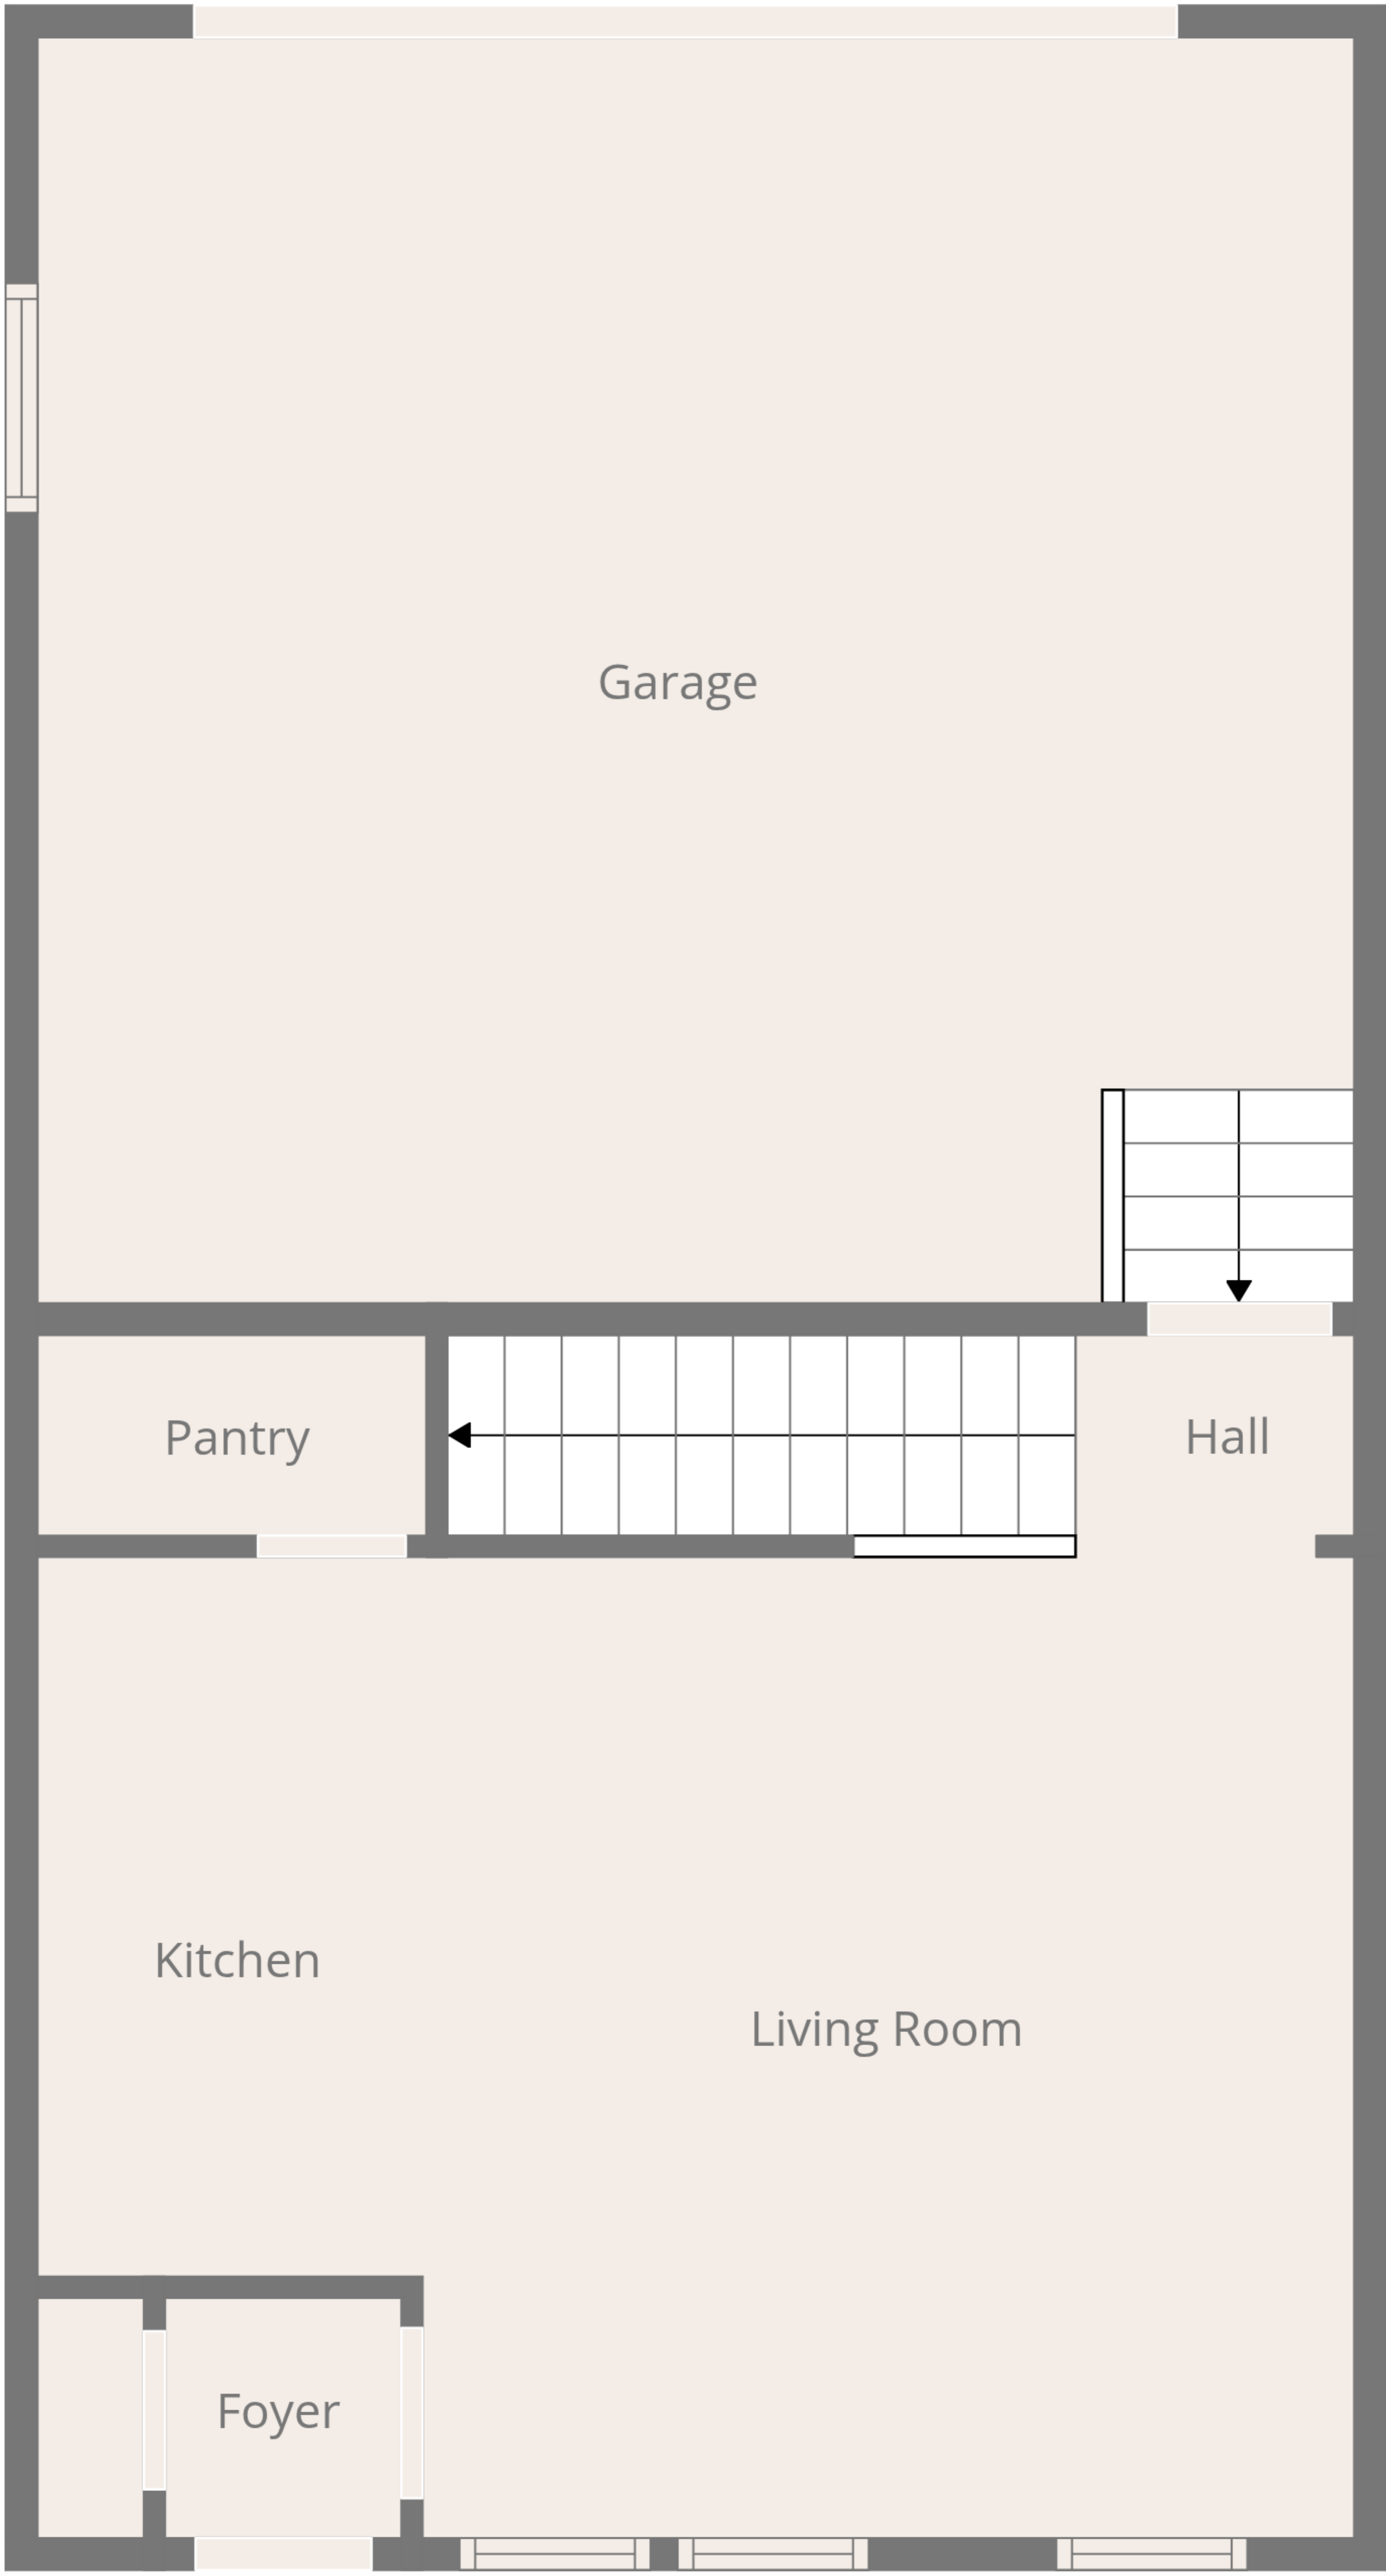 Garage
Pantry
Hall
Kitchen
Living Room
Foyer